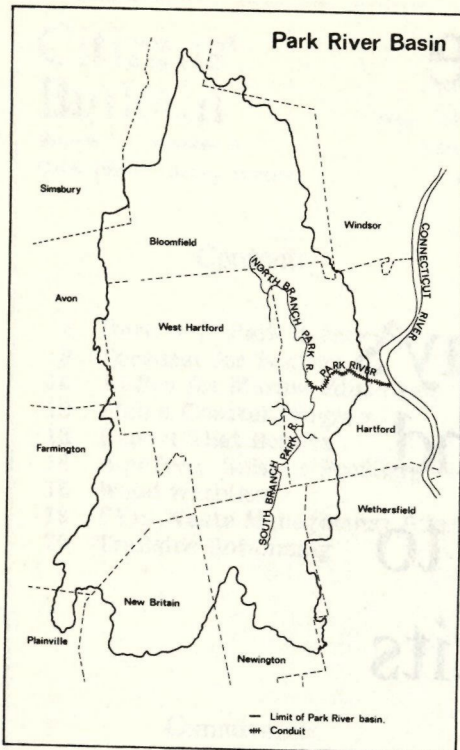 Park River Basin
Simsbury
Windsor
CONNECTICUT RIVER
Bloomfield
NORTH BRANCH PARK R.
Avon
West Hartford
PARK RIVER
Hartford
Farmington
SOUTH BRANCH PARK R.
Wethersfield
New Britain
Plainville
Newington
Limit of Park River basin.
Conduit